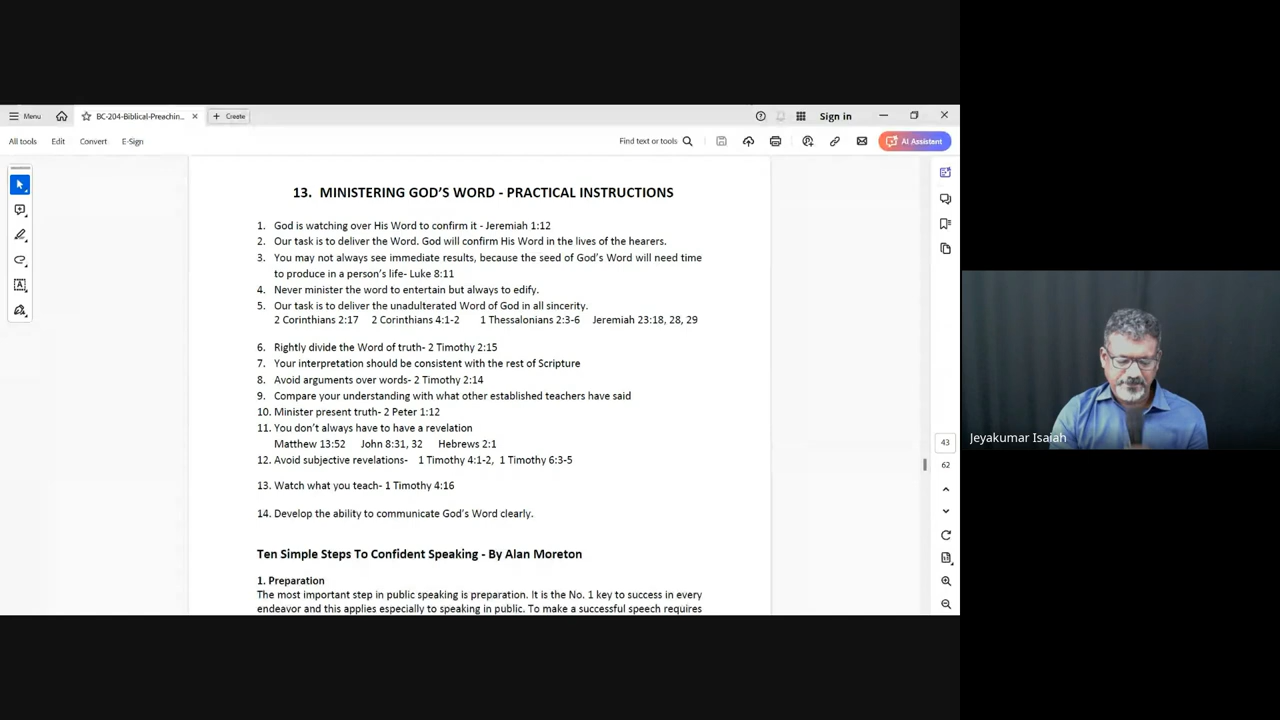 Menu
BC-204-Biblical-Preachin...
Create
Sign in
All tools
Edit
Convert
E-Sign
Find text or tools
AI Assistant
13. MINISTERING GOD'S WORD - PRACTICAL INSTRUCTIONS
1. God is watching over His Word to confirm it - Jeremiah 1:12
2. Our task is to deliver the Word. God will confirm His Word in the lives of the hearers.
3. You may not always see immediate results, because the seed of God's Word will need time
to produce in a person's life- Luke 8:11
4. Never minister the word to entertain but always to edify.
5. Our task is to deliver the unadulterated Word of God in all sincerity.
2 Corinthians 2:17 2 Corinthians 4:1-2 1 Thessalonians 2:3-6 Jeremiah 23:18, 28, 29
6. Rightly divide the Word of truth- 2 Timothy 2:15
7. Your interpretation should be consistent with the rest of Scripture
8. Avoid arguments over words- 2 Timothy 2:14
9. Compare your understanding with what other established teachers have said
10. Minister present truth- 2 Peter 1:12
11. You don't always have to have a revelation
Matthew 13:52 John 8:31, 32 Hebrews 2:1
12. Avoid subjective revelations- 1 Timothy 4:1-2, 1 Timothy 6:3-5
13. Watch what you teach- 1 Timothy 4:16
14. Develop the ability to communicate God's Word clearly.
Ten Simple Steps To Confident Speaking - By Alan Moreton
1. Preparation
The most important step in public speaking is preparation. It is the No. 1 key to success in every
endeavor and this applies especially to speaking in public. To make a successful speech requires
43
62
Jeyakumar Isaiah